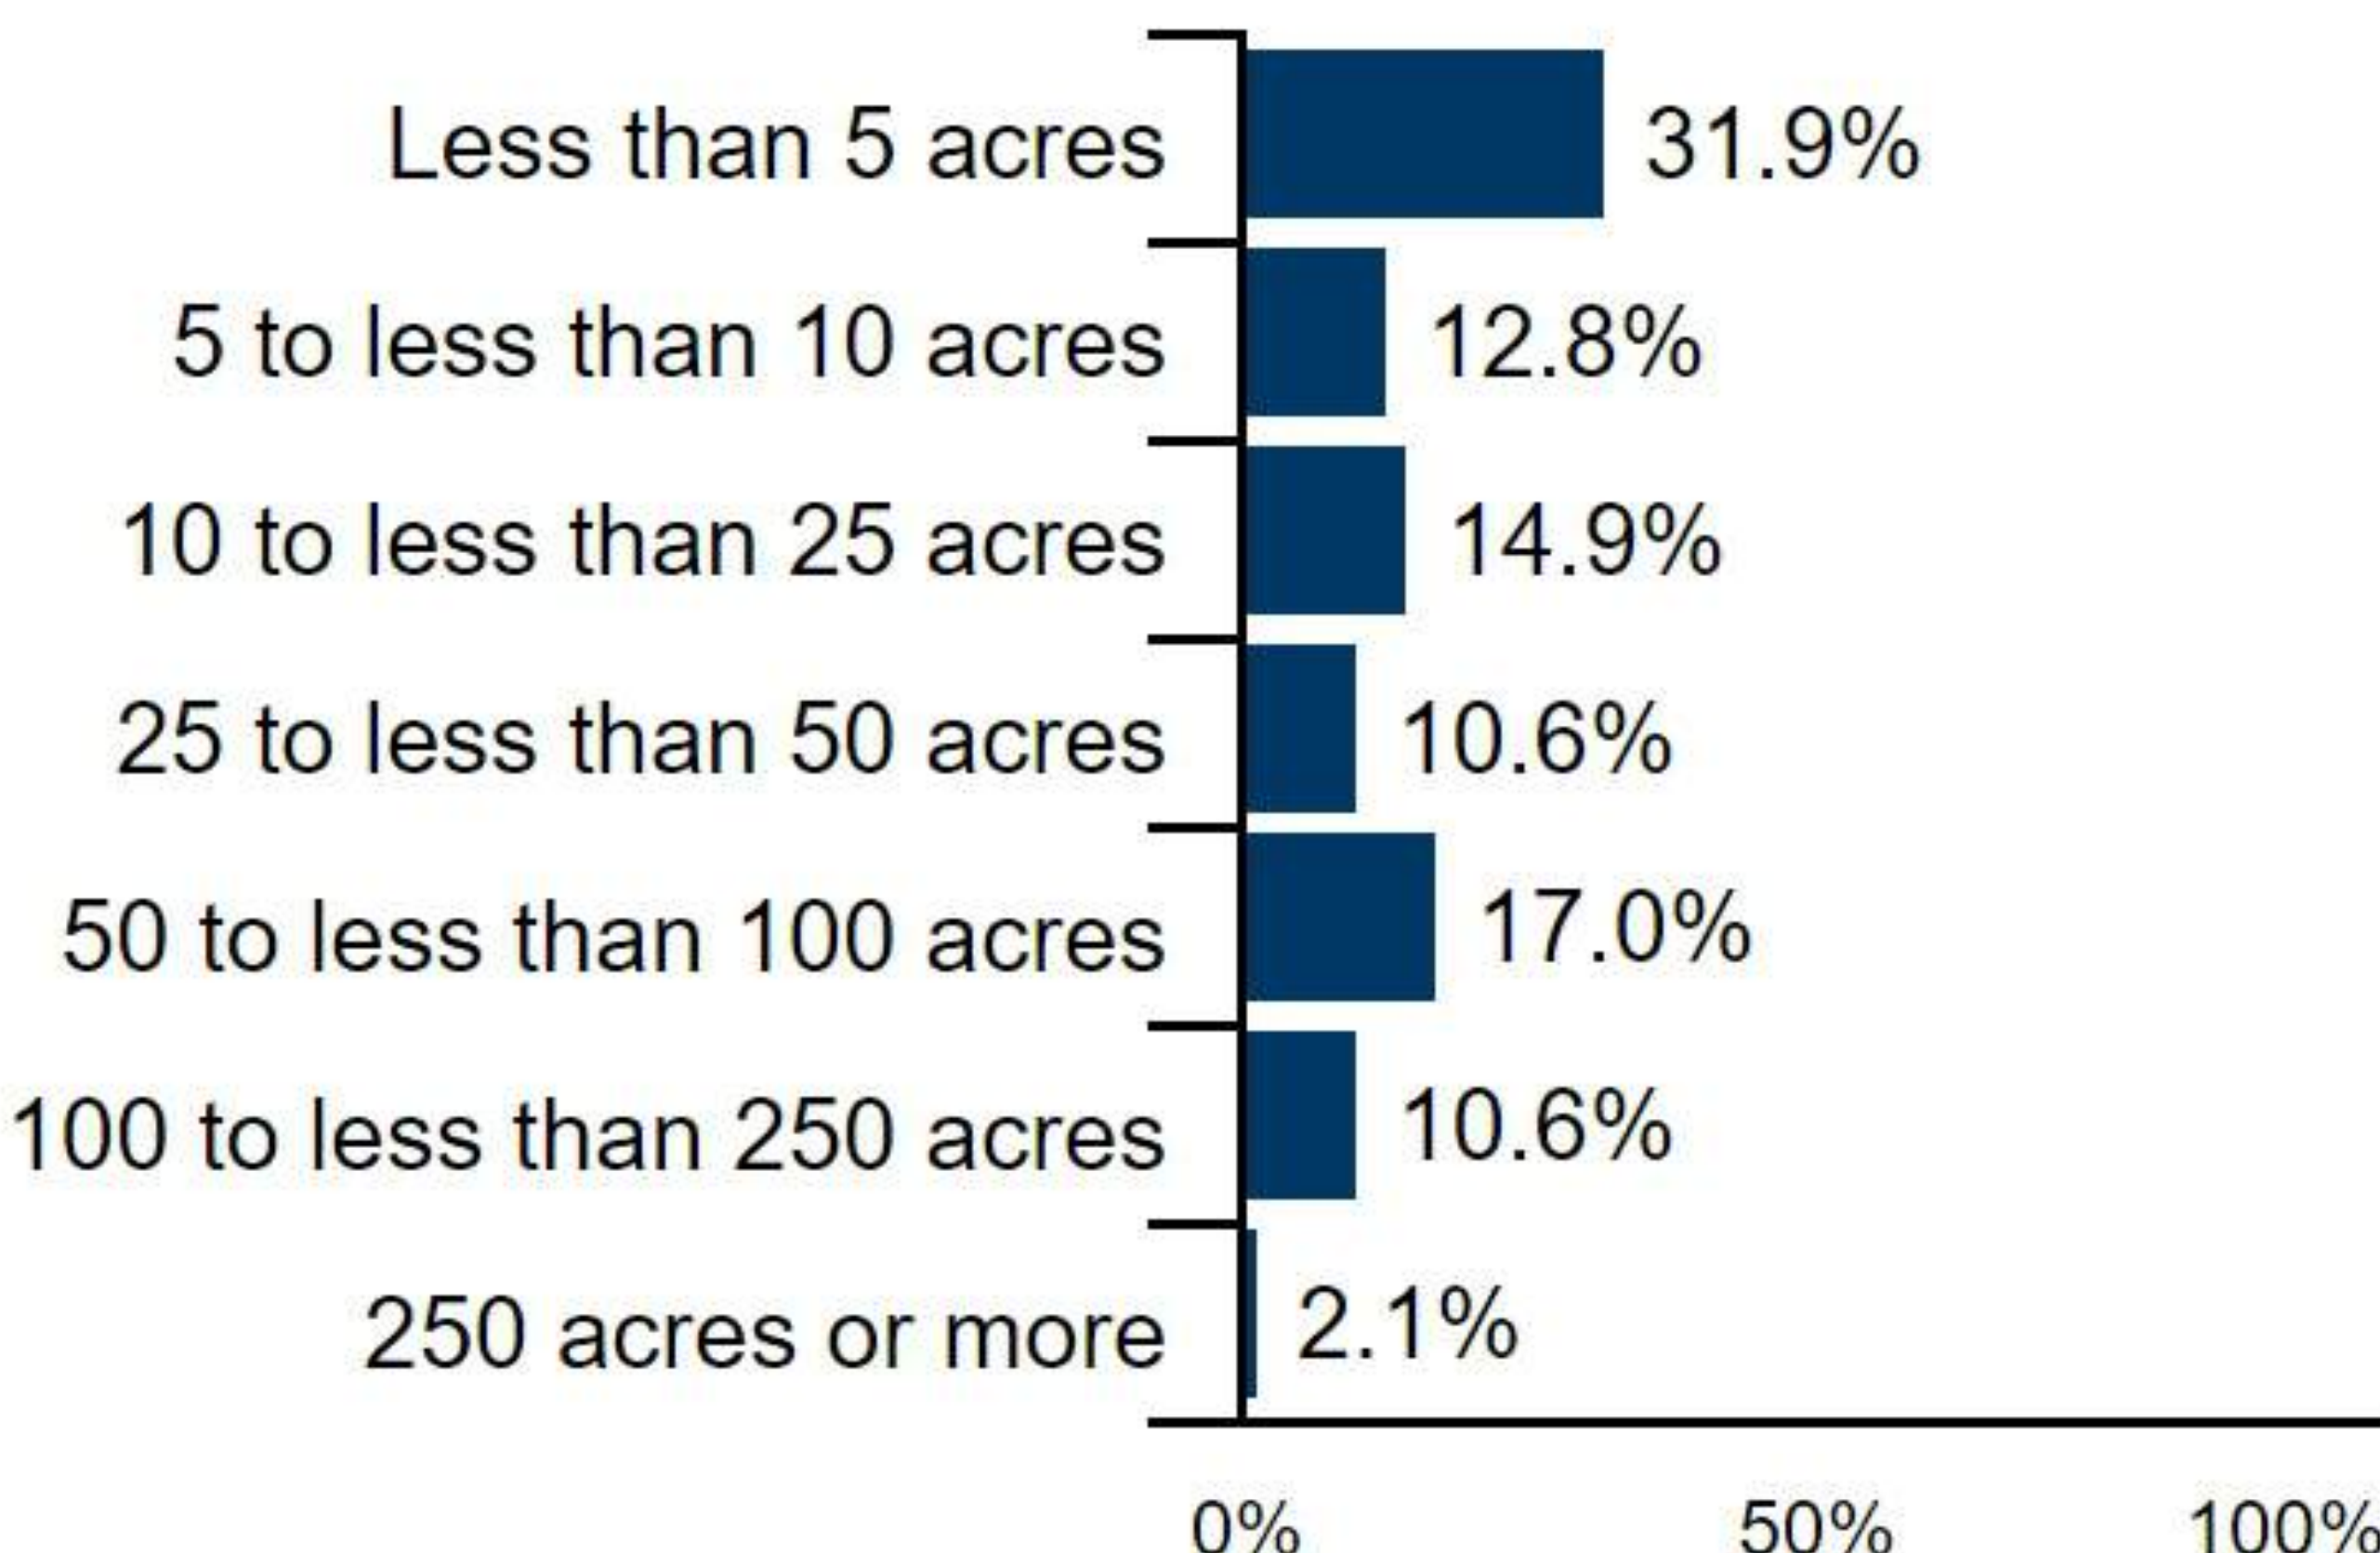 Less than 5 acres 31.9%
5 to less than 10 acres 12.8%
10 to less than 25 acres 14.9%
25 to less than 50 acres 10.6%
50 to less than 100 acres 17.0%
100 to less than 250 acres 10.6%
250 acres or more 2.1%
0% 50% 100%